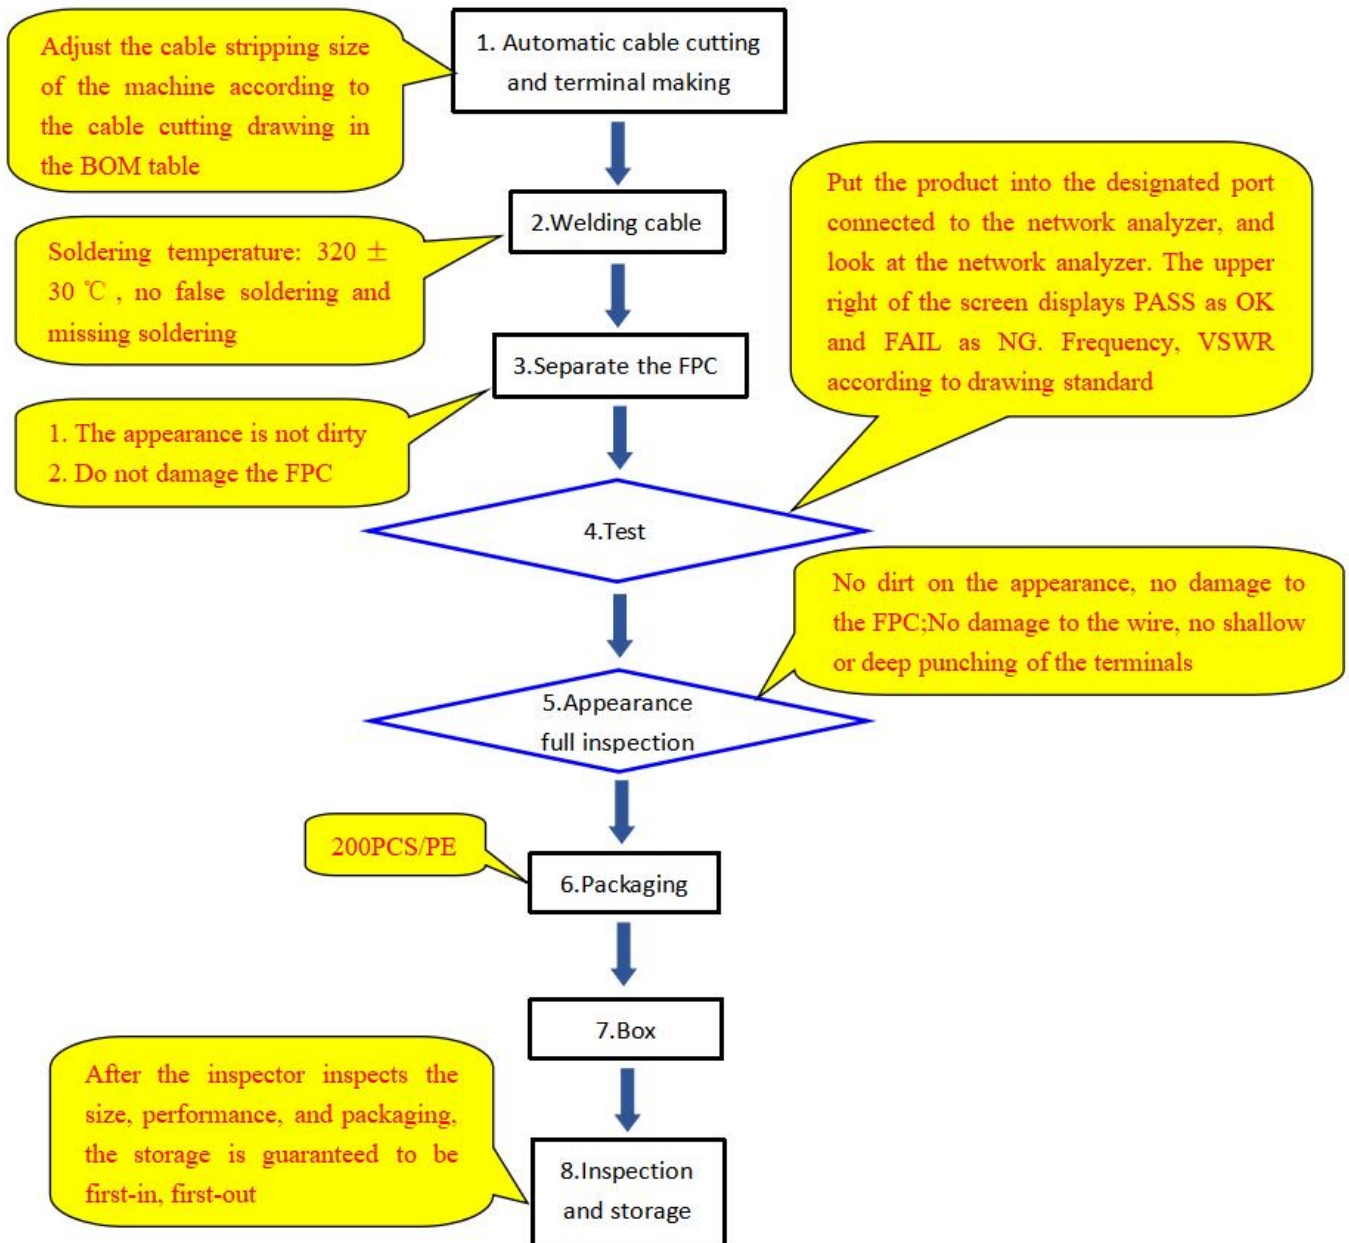 Adjust the cable stripping size
of the machine according to
the cable cutting drawing in
the BOM table
1. Automatic cable cutting
and terminal making
Soldering temperature: 320 ±
30 ℃, no false soldering and
missing soldering
2.Welding cable
Put the product into the designated port
connected to the network analyzer, and
look at the network analyzer. The upper
right of the screen displays PASS as OK
and FAIL as NG. Frequency, VSWR
according to drawing standard
3.Separate the FPC
1. The appearance is not dirty
2. Do not damage the FPC
4.Test
No dirt on the appearance, no damage to
the FPC;No damage to the wire, no shallow
or deep punching of the terminals
5.Appearance
full inspection
200PCS/PE
6.Packaging
7.Box
After the inspector inspects the
size, performance, and packaging,
the storage is guaranteed to be
first-in, first-out
8.Inspection
and storage